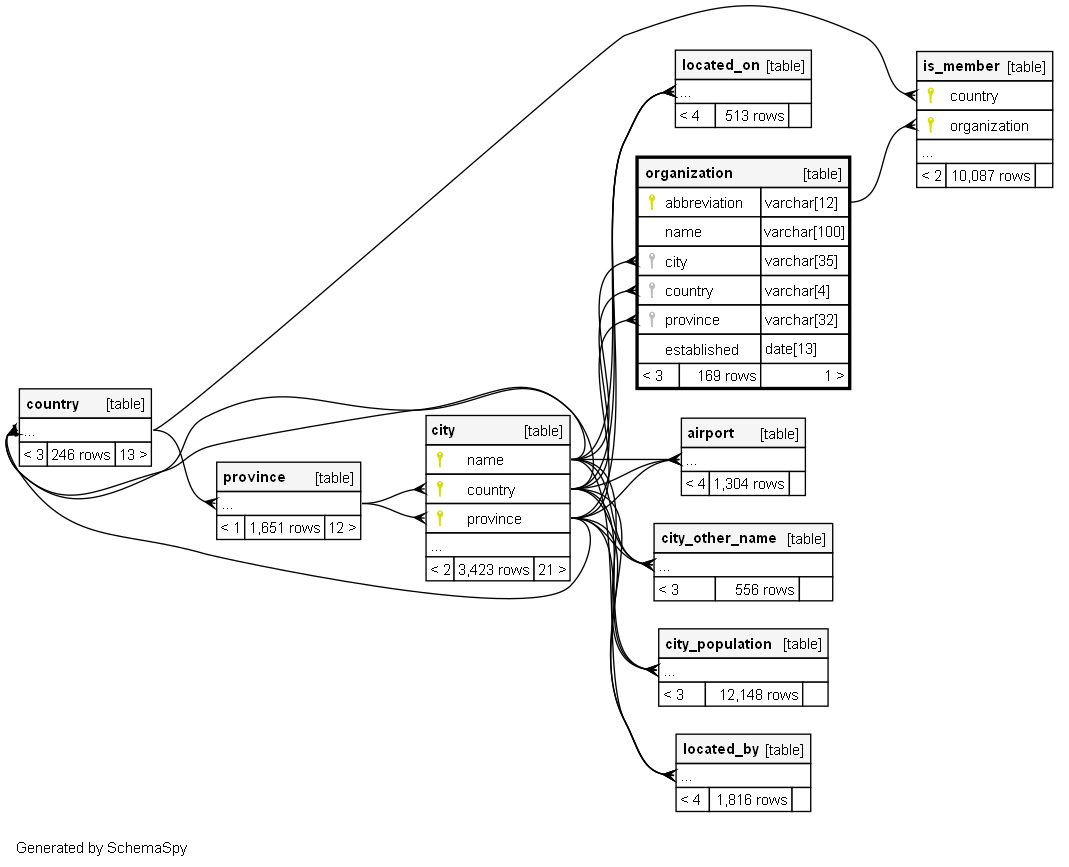 located_on [table]
...
< 4 513 rows
is_member [table]
country
organization
...
< 2 10,087 rows
organization [table]
abbreviation varchar[12]
name varchar[100]
city varchar[35]
country varchar[4]
province varchar[32]
established date[13]
< 3 169 rows 1 >
country [table]
...
< 3 246 rows 13 >
province [table]
...
< 1 1,651 rows 12 >
city [table]
name
country
province
...
< 2 3,423 rows 21 >
airport [table]
...
< 4 1,304 rows
city_other_name [table]
...
< 3 556 rows
city_population [table]
...
< 3 12,148 rows
located_by [table]
...
< 4 1,816 rows
Generated by SchemaSpy